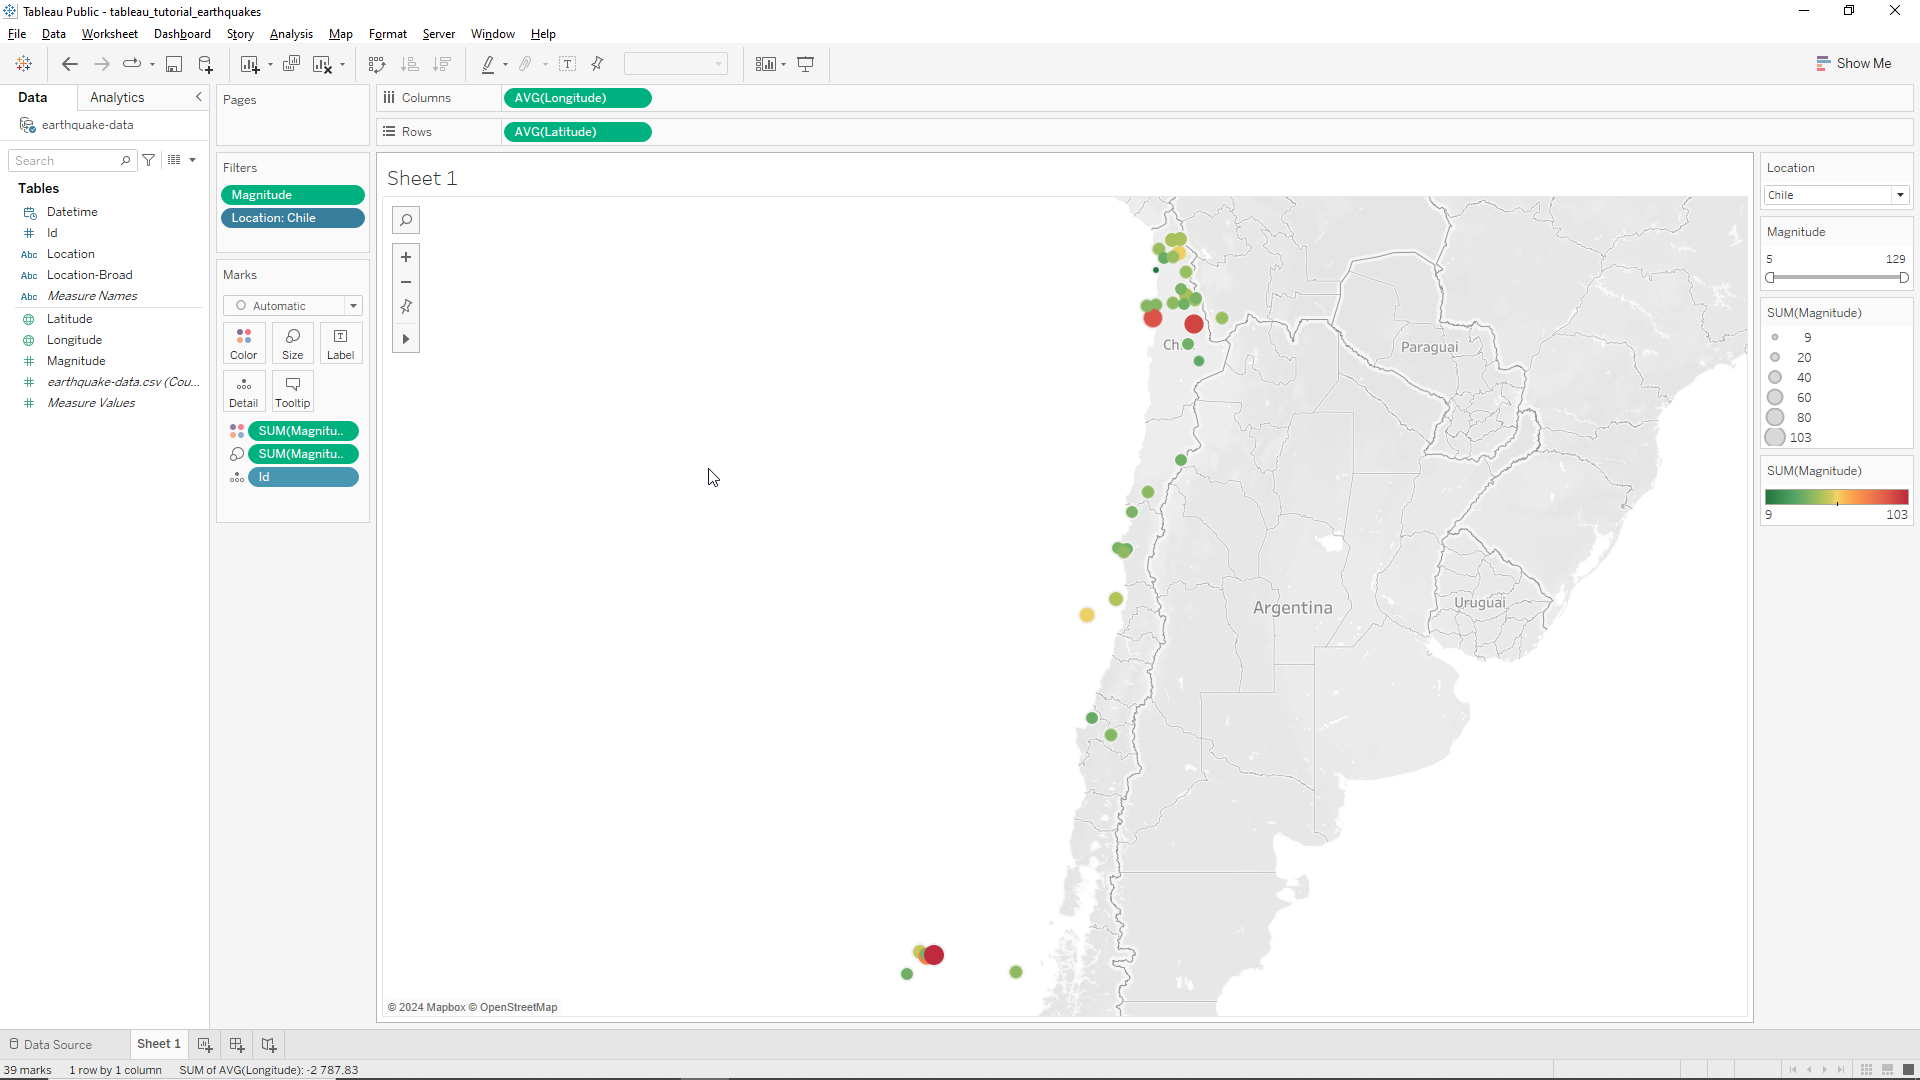 Tableau Public - tableau_tutorial_earthquakes
File Data Worksheet Dashboard Story Analysis Map Format Server Window Help
Show Me
Data Analytics
earthquake-data
Search
Tables
Datetime
Id
Abc Location
Abc Location-Broad
Abc Measure Names
Latitude
Longitude
Magnitude
earthquake-data.csv (Cou...
Measure Values
Pages
Filters
Magnitude
Location: Chile
Marks
Automatic
Color Size Label
Detail Tooltip
SUM(Magnitu..
SUM(Magnitu..
Id
Columns AVG(Longitude)
Rows AVG(Latitude)
Sheet 1
Ch...
Paraguai
Argentina
Uruguai
© 2024 Mapbox © OpenStreetMap
Location
Chile
Magnitude
5 129
SUM(Magnitude)
9
20
40
60
80
103
SUM(Magnitude)
9 103
Data Source Sheet 1
39 marks 1 row by 1 column SUM of AVG(Longitude): -2 787,83